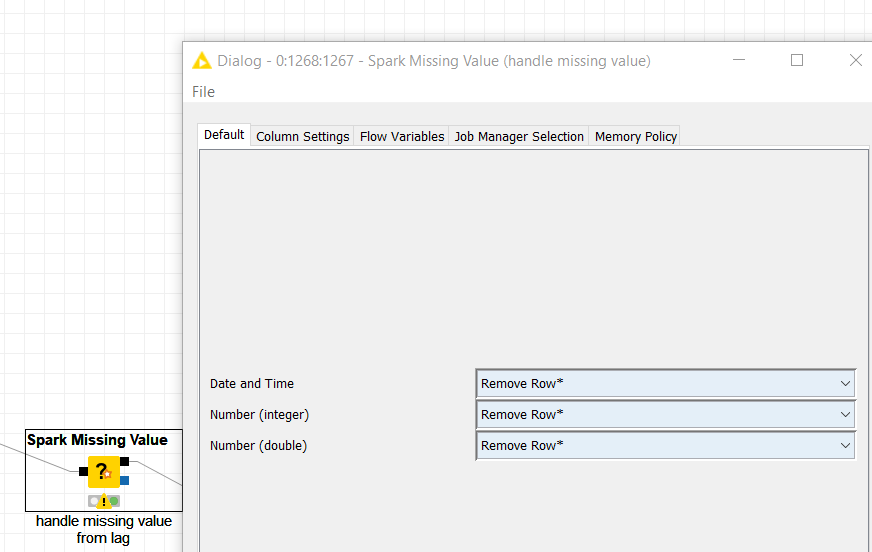 Dialog - 0:1268:1267 - Spark Missing Value (handle missing value)
File
Default Column Settings Flow Variables Job Manager Selection Memory Policy
Date and Time Remove Row*
Number (integer) Remove Row*
Number (double) Remove Row*
Spark Missing Value
?
!
handle missing value
from lag